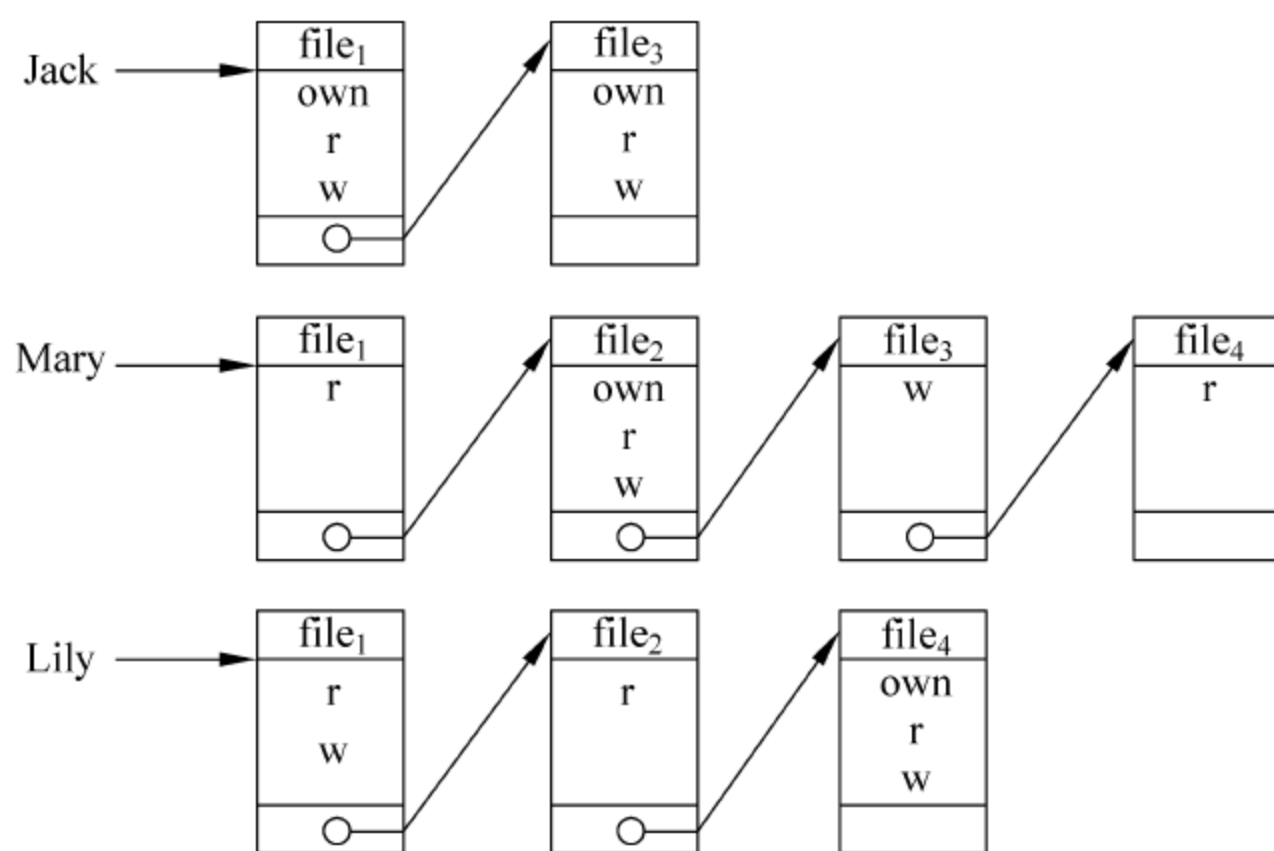 Jack
file₁
own
r
w
file₃
own
r
w
Mary
file₁
r
file₂
own
r
w
file₃
w
file₄
r
Lily
file₁
r
w
file₂
r
file₄
own
r
w